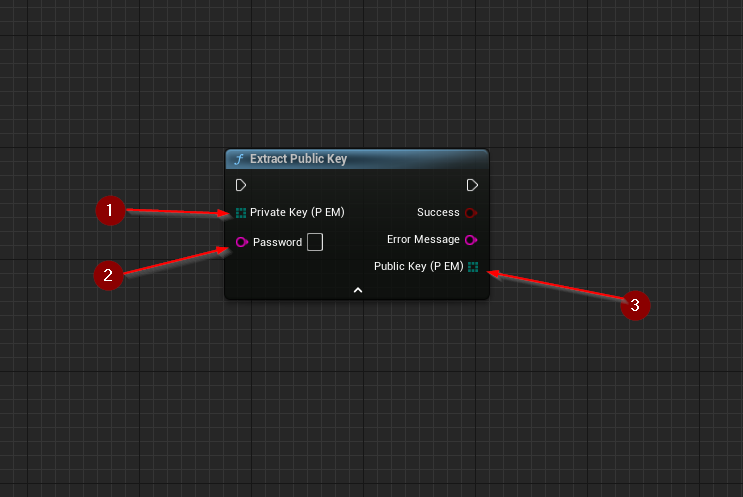 f Extract Public Key
1
Private Key (P EM)
Success
2
Password
Error Message
Public Key (P EM)
3